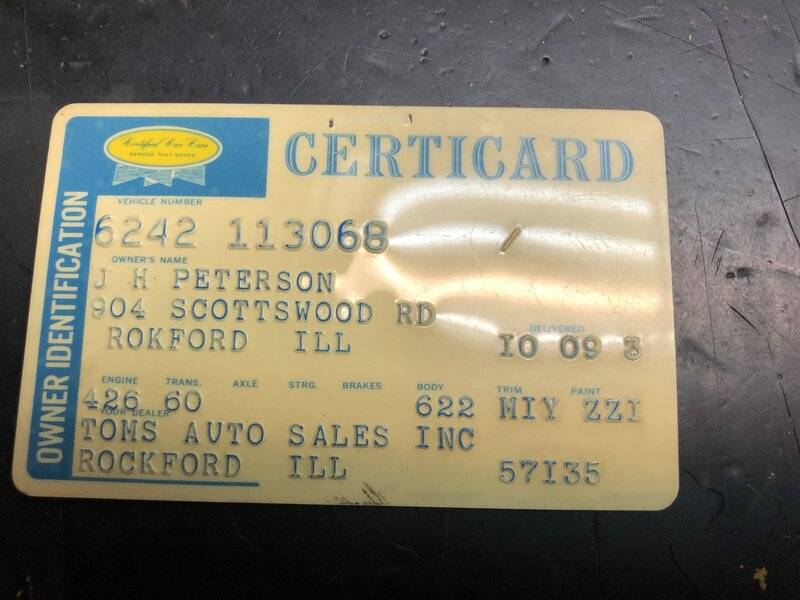 Certified Car Care
SERVICE THAT SAVES
CERTICARD
OWNER IDENTIFICATION
VEHICLE NUMBER
6242 113068
OWNER'S NAME
J H PETERSON
904 SCOTTSWOOD RD
ROKFORD ILL
DELIVERED
10 09 3
ENGINE TRANS. AXLE STRG. BRAKES BODY TRIM PAINT
426 60 622 MIY ZZ1
YOUR DEALER
TOMS AUTO SALES INC
ROCKFORD ILL 57135